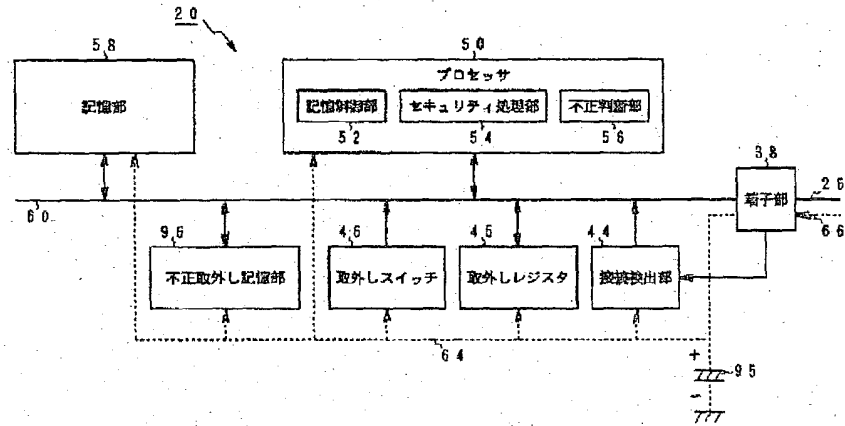 20
58
50
記憶部
プロセッサ
記憶制御部
セキュリティ処理部
不正判断部
52
54
56
38
26
端子部
66
60
96
46
45
44
不正取外し記憶部
取外しスイッチ
取外しレジスタ
接続検出部
64
+
95
-